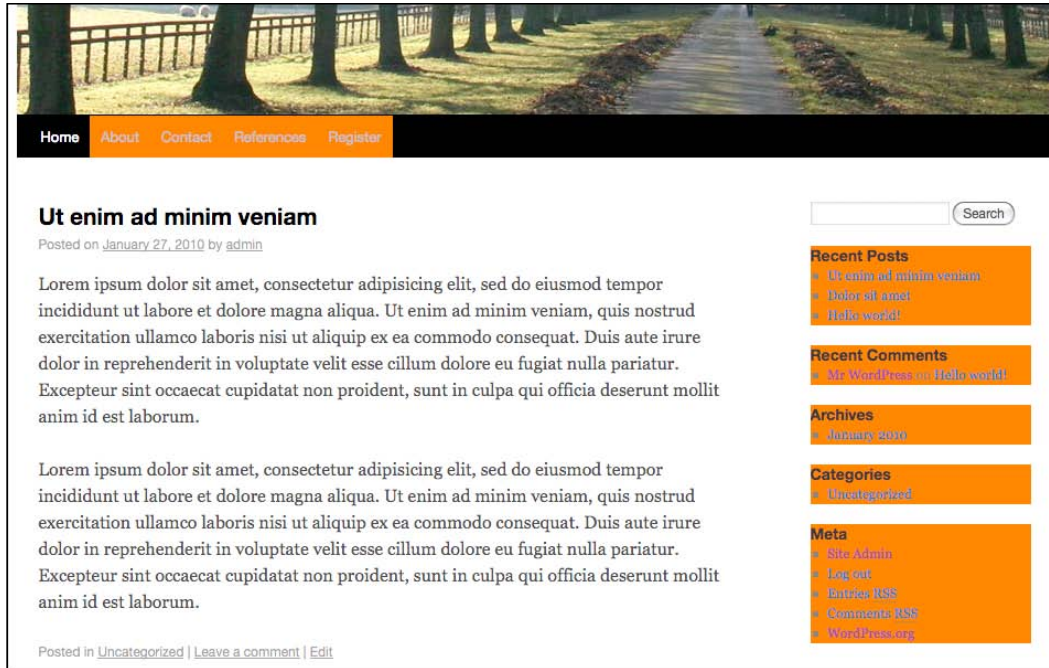 Home About Contact References Register
Ut enim ad minim veniam
Posted on January 27, 2010 by admin
Lorem ipsum dolor sit amet, consectetur adipisicing elit, sed do eiusmod tempor
incididunt ut labore et dolore magna aliqua. Ut enim ad minim veniam, quis nostrud
exercitation ullamco laboris nisi ut aliquip ex ea commodo consequat. Duis aute irure
dolor in reprehenderit in voluptate velit esse cillum dolore eu fugiat nulla pariatur.
Excepteur sint occaecat cupidatat non proident, sunt in culpa qui officia deserunt mollit
anim id est laborum.
Lorem ipsum dolor sit amet, consectetur adipisicing elit, sed do eiusmod tempor
incididunt ut labore et dolore magna aliqua. Ut enim ad minim veniam, quis nostrud
exercitation ullamco laboris nisi ut aliquip ex ea commodo consequat. Duis aute irure
dolor in reprehenderit in voluptate velit esse cillum dolore eu fugiat nulla pariatur.
Excepteur sint occaecat cupidatat non proident, sunt in culpa qui officia deserunt mollit
anim id est laborum.
Posted in Uncategorized | Leave a comment | Edit
Search
Recent Posts
Ut enim ad minim veniam
Dolor sit amet
Hello world!
Recent Comments
Mr WordPress on Hello world!
Archives
January 2010
Categories
Uncategorized
Meta
Site Admin
Log out
Entries RSS
Comments RSS
WordPress.org